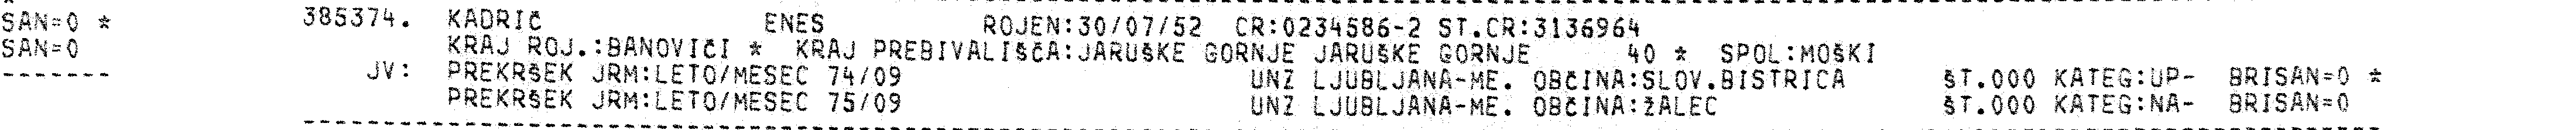 SAN=0 * 385374. KADRIČ ENES ROJEN:30/07/52 CR:0234586-2 ST.CR:3136964
SAN=0 KRAJ ROJ.:BANOVIČI * KRAJ PREBIVALIŠČA:JARUŠKE GORNJE JARUŠKE GORNJE 40 * SPOL:MOŠKI
------- JV: PREKRŠEK JRM:LETO/MESEC 74/09 UNZ LJUBLJANA-ME. OBČINA:SLOV.BISTRICA ŠT.000 KATEG:UP- BRISAN=0 *
PREKRŠEK JRM:LETO/MESEC 75/09 UNZ LJUBLJANA-ME. OBČINA:ŽALEC ŠT.000 KATEG:NA- BRISAN=0